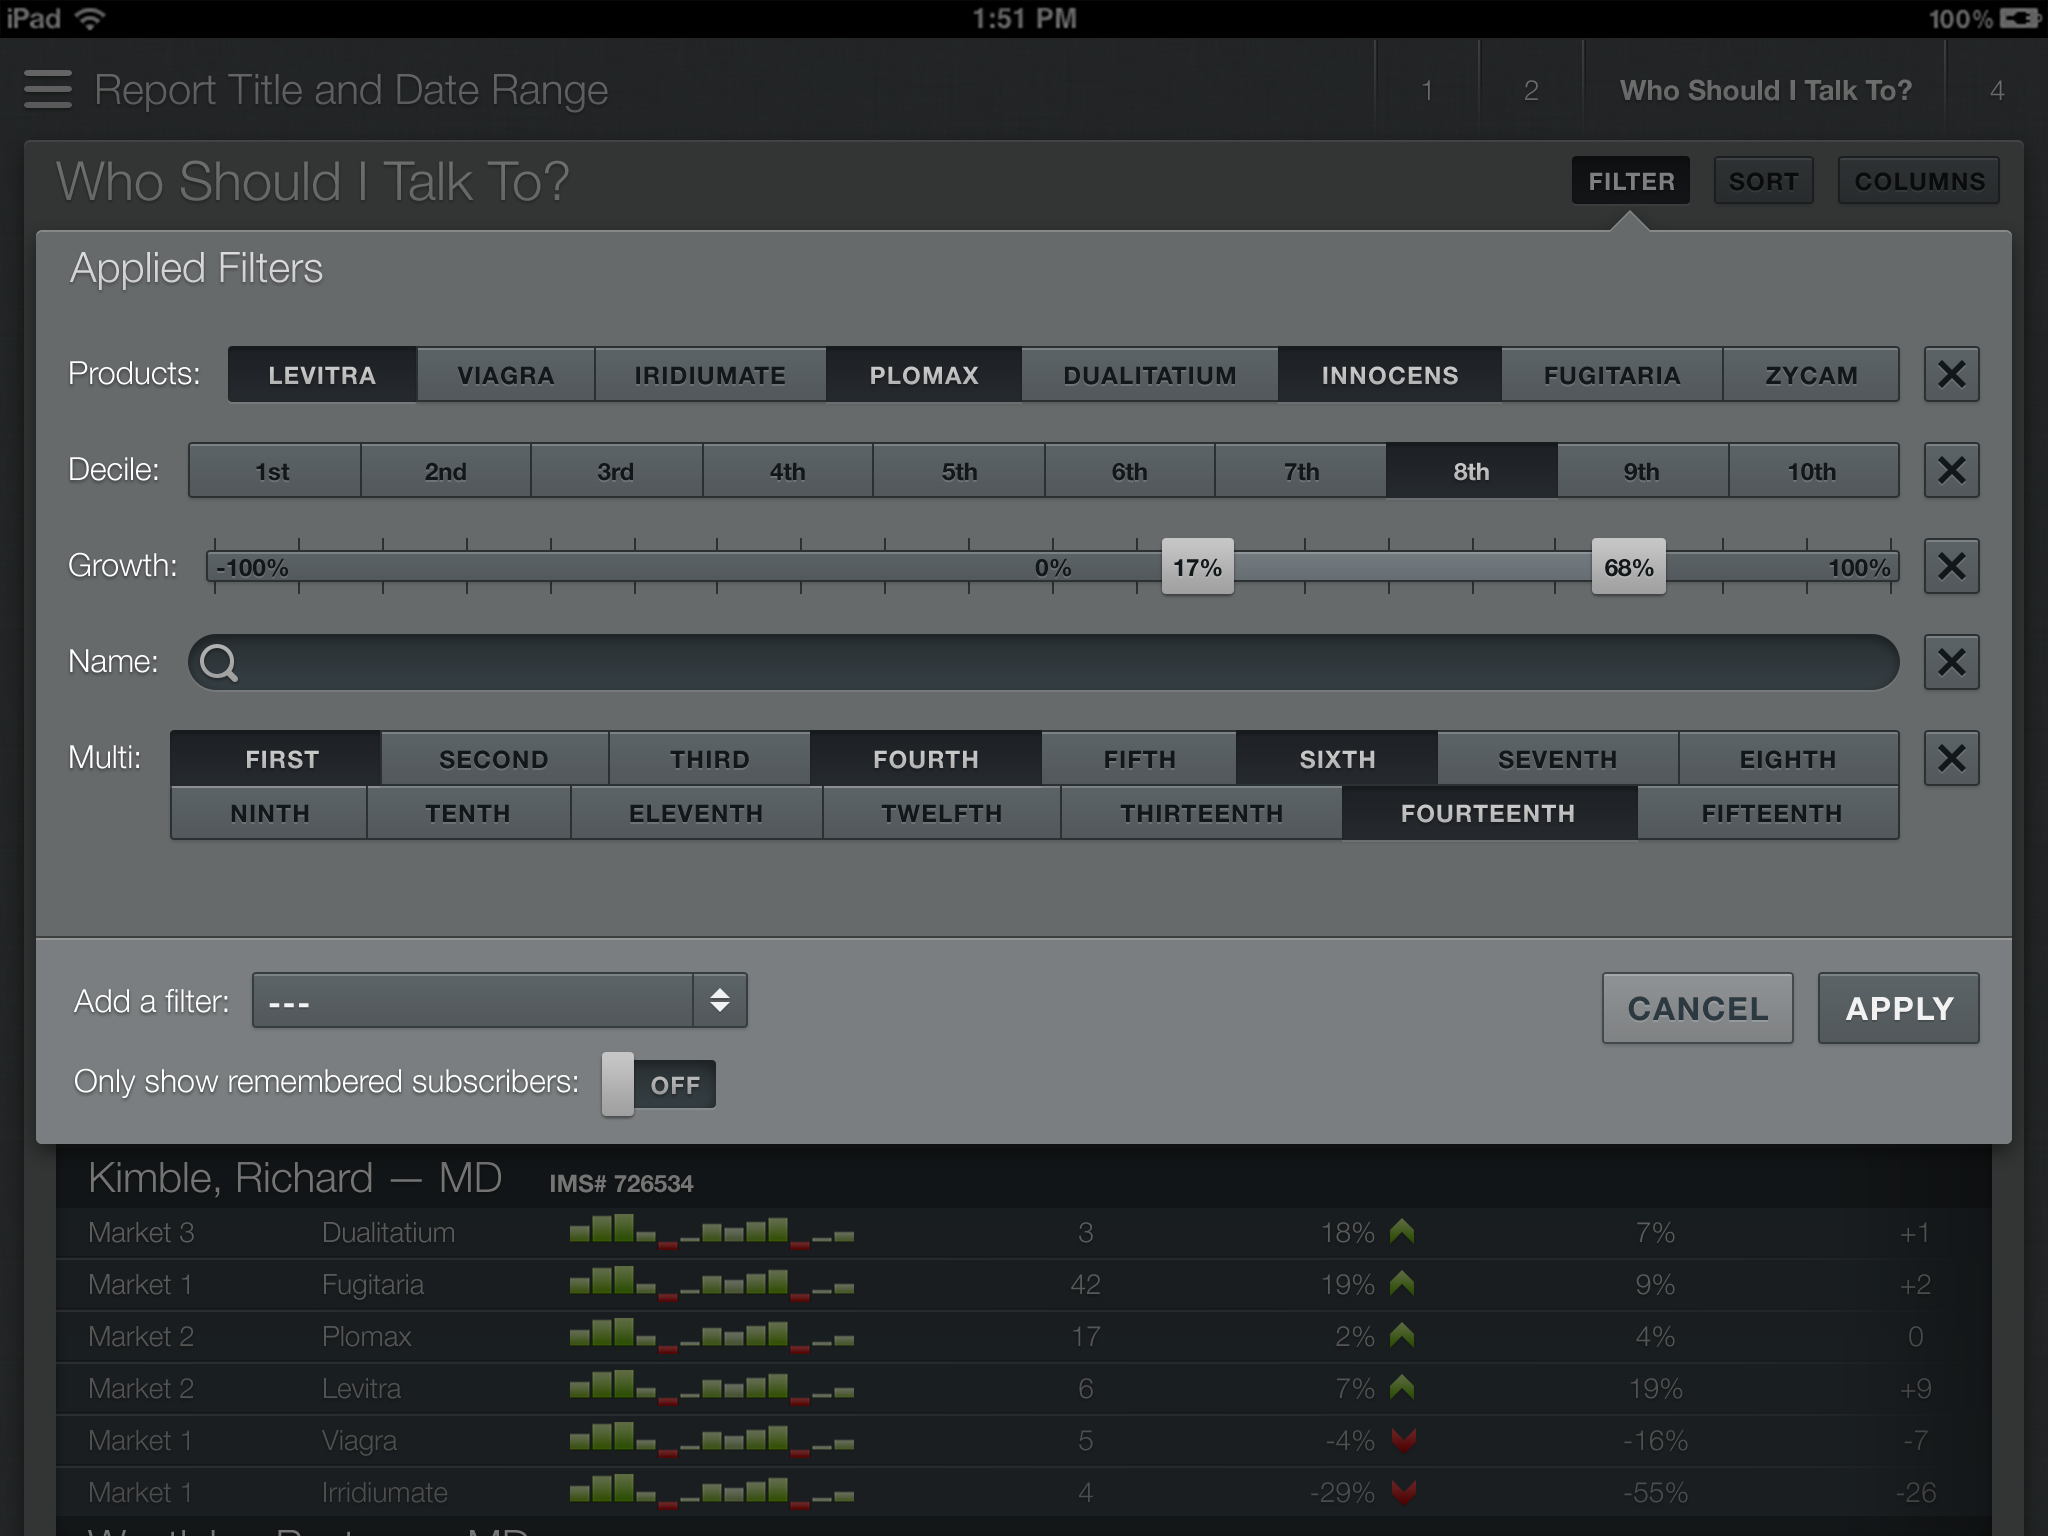 iPad 1:51 PM 100%
Report Title and Date Range 1 2 Who Should I Talk To? 4
Who Should I Talk To? FILTER SORT COLUMNS
Applied Filters
Products: LEVITRA VIAGRA IRIDIUMATE PLOMAX DUALITATIUM INNOCENS FUGITARIA ZYCAM
Decile: 1st 2nd 3rd 4th 5th 6th 7th 8th 9th 10th
Growth: -100% 0% 17% 68% 100%
Name:
Multi: FIRST SECOND THIRD FOURTH FIFTH SIXTH SEVENTH EIGHTH
NINTH TENTH ELEVENTH TWELFTH THIRTEENTH FOURTEENTH FIFTEENTH
Add a filter: --- CANCEL APPLY
Only show remembered subscribers: OFF
Kimble, Richard — MD IMS# 726534
Market 3 Dualitatium 3 18% 7% +1
Market 1 Fugitaria 42 19% 9% +2
Market 2 Plomax 17 2% 4% 0
Market 2 Levitra 6 7% 19% +9
Market 1 Viagra 5 -4% -16% -7
Market 1 Irridiumate 4 -29% -55% -26